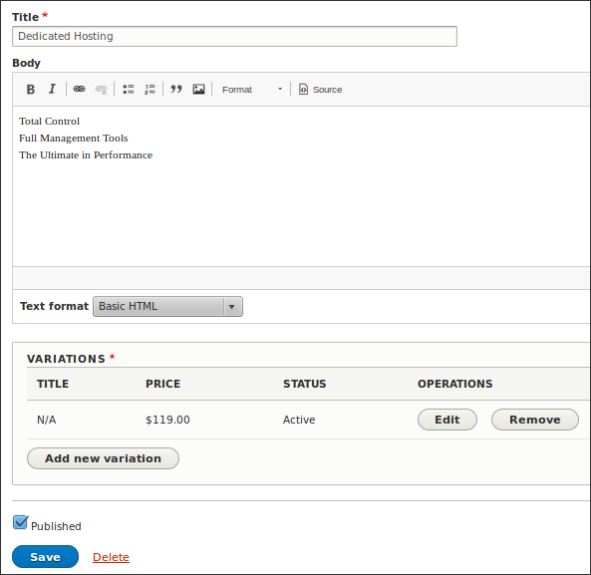 Title *
Dedicated Hosting
Body
B I Format Source
Total Control
Full Management Tools
The Ultimate in Performance
Text format Basic HTML
VARIATIONS *
TITLE PRICE STATUS OPERATIONS
N/A $119.00 Active Edit Remove
Add new variation
Published
Save Delete